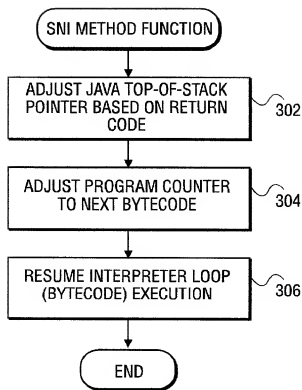 SNI METHOD FUNCTION
ADJUST JAVA TOP-OF-STACK
POINTER BASED ON RETURN
CODE
302
ADJUST PROGRAM COUNTER
TO NEXT BYTECODE
304
RESUME INTERPRETER LOOP
(BYTECODE) EXECUTION
306
END